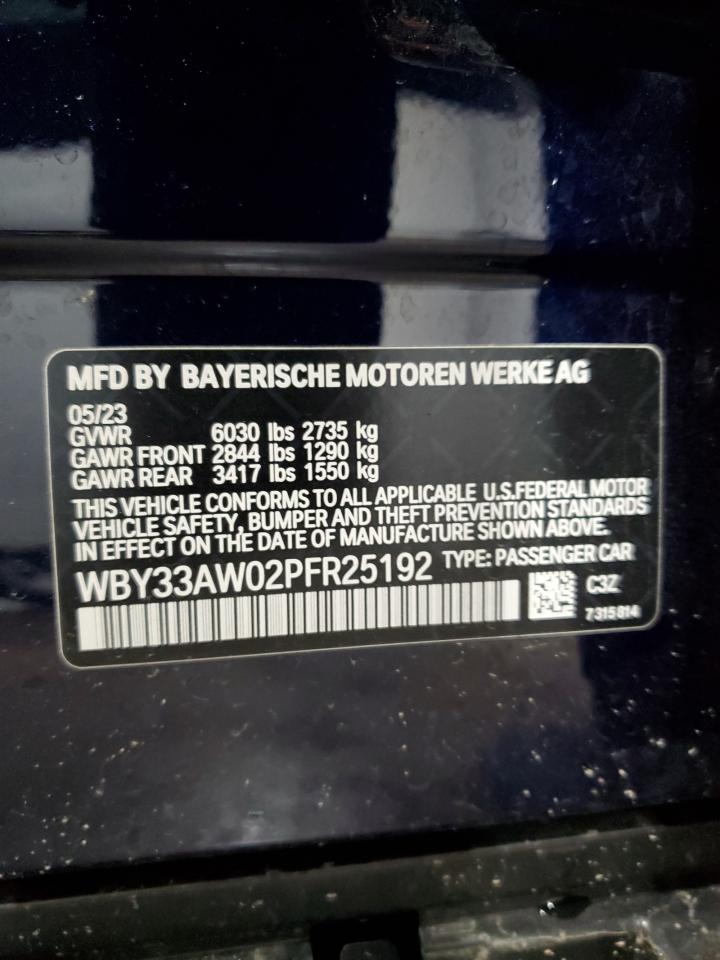 MFD BY BAYERISCHE MOTOREN WERKE AG
05/23
GVWR 6030 lbs 2735 kg
GAWR FRONT 2844 lbs 1290 kg
GAWR REAR 3417 lbs 1550 kg
THIS VEHICLE CONFORMS TO ALL APPLICABLE U.S.FEDERAL MOTOR
VEHICLE SAFETY, BUMPER AND THEFT PREVENTION STANDARDS
IN EFFECT ON THE DATE OF MANUFACTURE SHOWN ABOVE.
WBY33AW02PFR25192 TYPE: PASSENGER CAR
C3Z
7315814